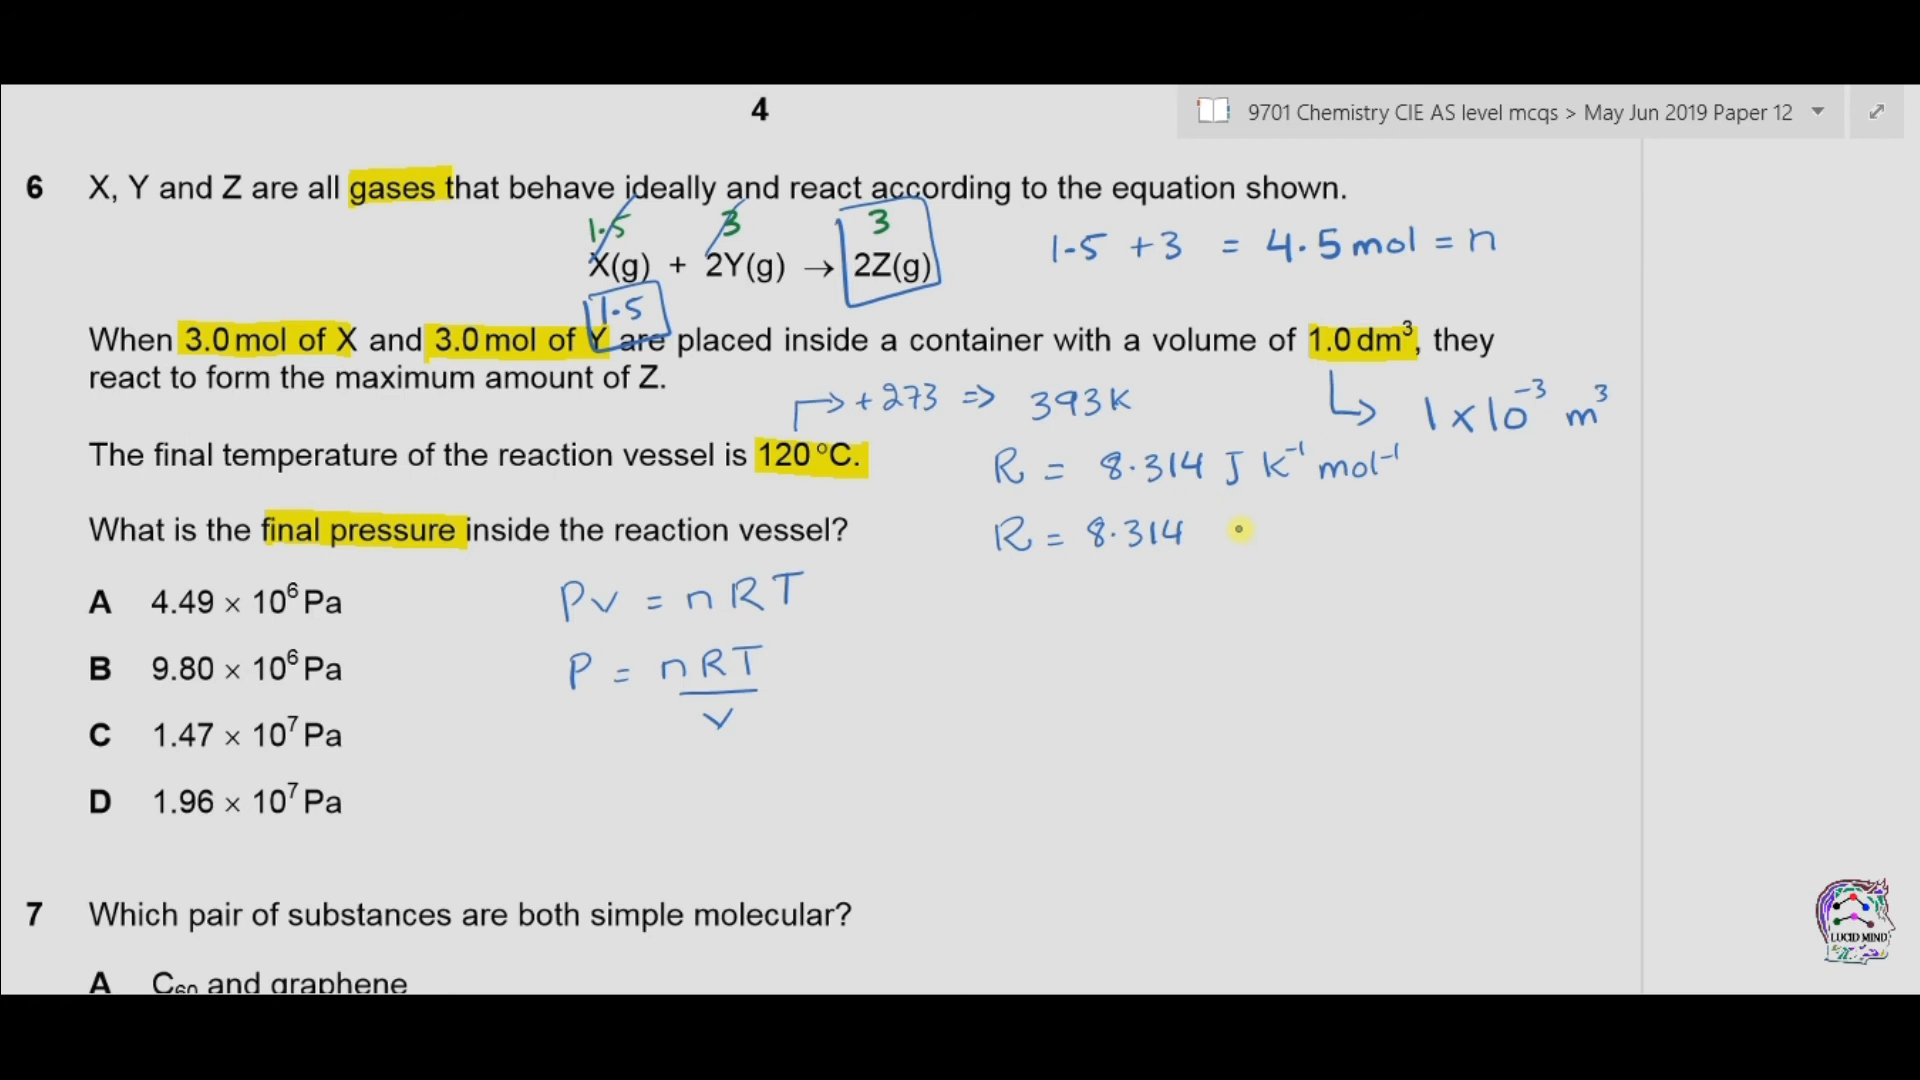 4
9701 Chemistry CIE AS level mcqs > May Jun 2019 Paper 12
6 X, Y and Z are all gases that behave ideally and react according to the equation shown.
1.5 3 3
X(g) + 2Y(g) → 2Z(g)
1.5 + 3 = 4.5 mol = n
1.5
When 3.0 mol of X and 3.0 mol of Y are placed inside a container with a volume of 1.0 dm³, they
react to form the maximum amount of Z.
+273 => 393K
1 x 10⁻³ m³
The final temperature of the reaction vessel is 120 °C.
R = 8.314 J K⁻¹ mol⁻¹
What is the final pressure inside the reaction vessel?
R = 8.314
A 4.49 × 10⁶ Pa
B 9.80 × 10⁶ Pa
C 1.47 × 10⁷ Pa
D 1.96 × 10⁷ Pa
PV = nRT
P = nRT
V
7 Which pair of substances are both simple molecular?
A C₆₀ and graphene
LUCID MIND